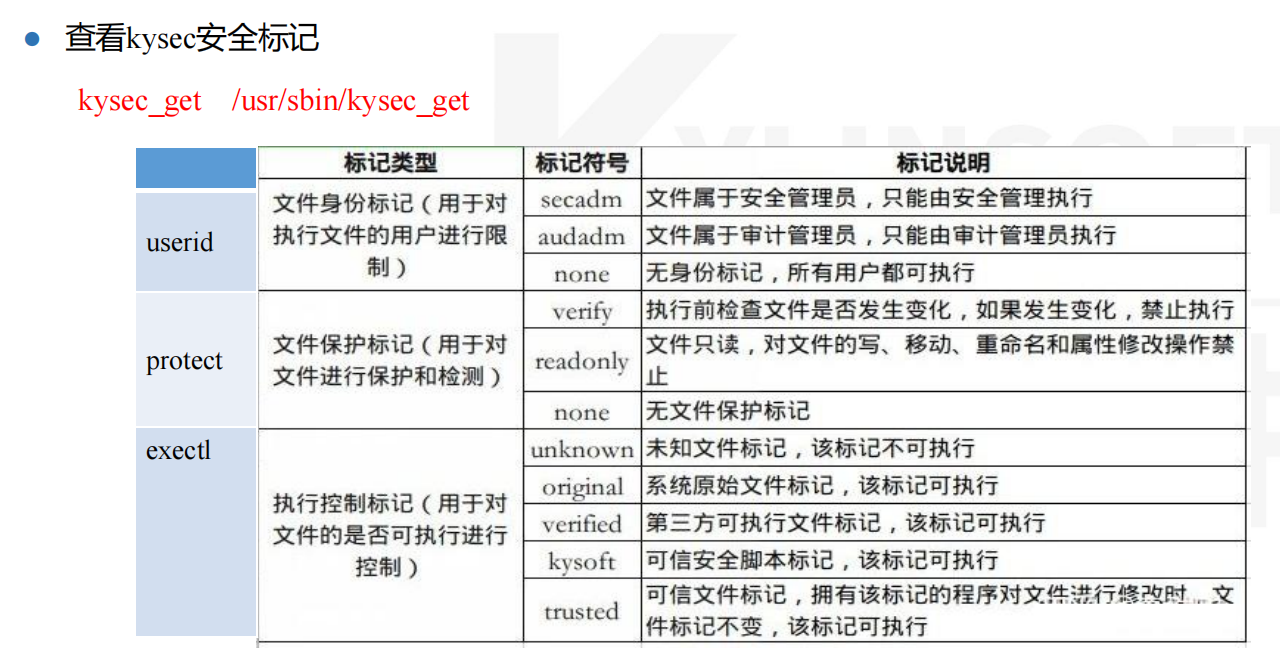 查看kysec安全标记
kysec_get /usr/sbin/kysec_get
标记类型 标记符号 标记说明
userid
文件身份标记（用于对
执行文件的用户进行限
制）
secadm 文件属于安全管理员，只能由安全管理执行
audadm 文件属于审计管理员，只能由审计管理员执行
none 无身份标记，所有用户都可执行
protect
文件保护标记（用于对
文件进行保护和检测）
verify 执行前检查文件是否发生变化，如果发生变化，禁止执行
readonly 文件只读，对文件的写、移动、重命名和属性修改操作禁
止
none 无文件保护标记
exectl
执行控制标记（用于对
文件的是否可执行进行
控制）
unknown 未知文件标记，该标记不可执行
original 系统原始文件标记，该标记可执行
verified 第三方可执行文件标记，该标记可执行
kysoft 可信安全脚本标记，该标记可执行
trusted 可信文件标记，拥有该标记的程序对文件进行修改时，文
件标记不变，该标记可执行